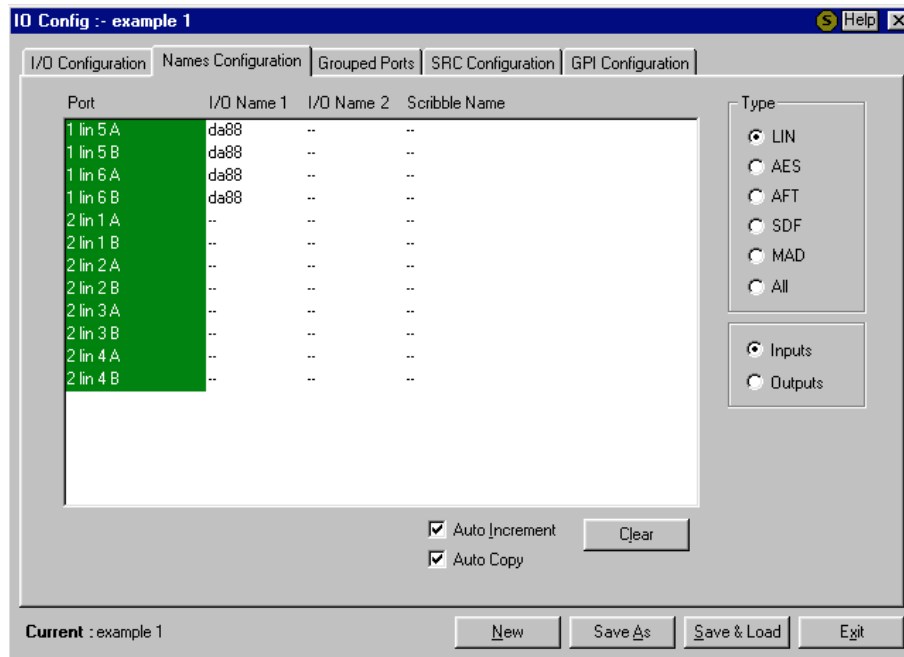 IO Config :- example 1 S Help X
I/O Configuration Names Configuration Grouped Ports SRC Configuration GPI Configuration
Port I/O Name 1 I/O Name 2 Scribble Name
1 lin 5 A da88 -- --
1 lin 5 B da88 -- --
1 lin 6 A da88 -- --
1 lin 6 B da88 -- --
2 lin 1 A -- -- --
2 lin 1 B -- -- --
2 lin 2 A -- -- --
2 lin 2 B -- -- --
2 lin 3 A -- -- --
2 lin 3 B -- -- --
2 lin 4 A -- -- --
2 lin 4 B -- -- --
Type
LIN
AES
AFT
SDF
MAD
All
Inputs
Outputs
Auto Increment
Auto Copy
Clear
Current : example 1
New Save As Save & Load Exit